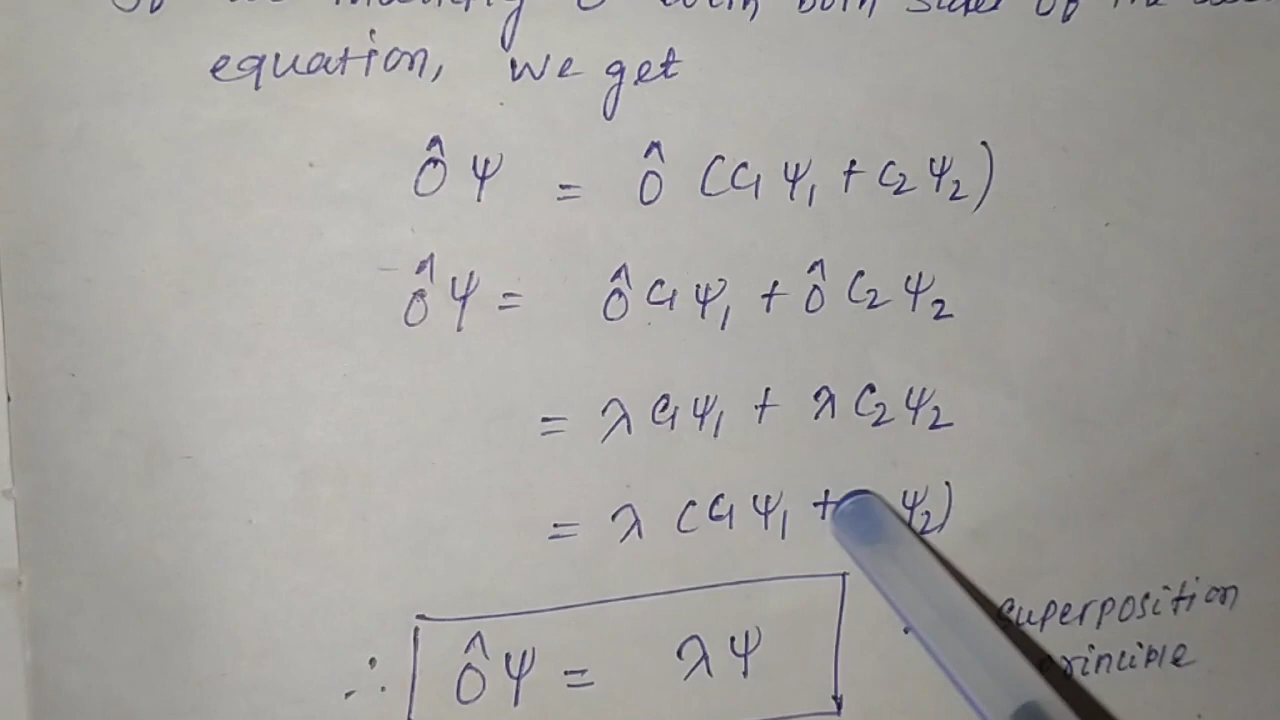 equation, we get
Ô ψ = Ô (C₁ ψ₁ + C₂ ψ₂)
Ô ψ = Ô C₁ ψ₁ + Ô C₂ ψ₂
= λ C₁ ψ₁ + λ C₂ ψ₂
= λ (C₁ ψ₁ + ψ₂)
∴ Ô ψ = λ ψ
superposition
principle